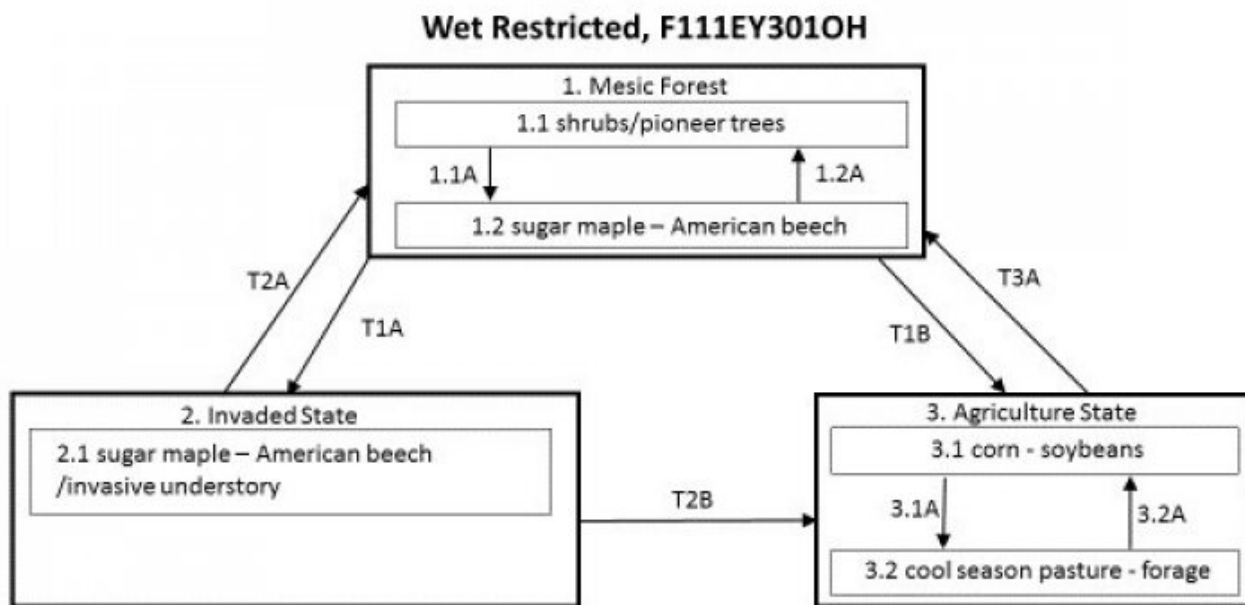 Wet Restricted, F111EY301OH
1. Mesic Forest
1.1 shrubs/pioneer trees
1.1A
1.2A
1.2 sugar maple – American beech
T2A
T1A
T1B
T3A
2. Invaded State
2.1 sugar maple – American beech
/invasive understory
T2B
3. Agriculture State
3.1 corn - soybeans
3.1A
3.2A
3.2 cool season pasture - forage